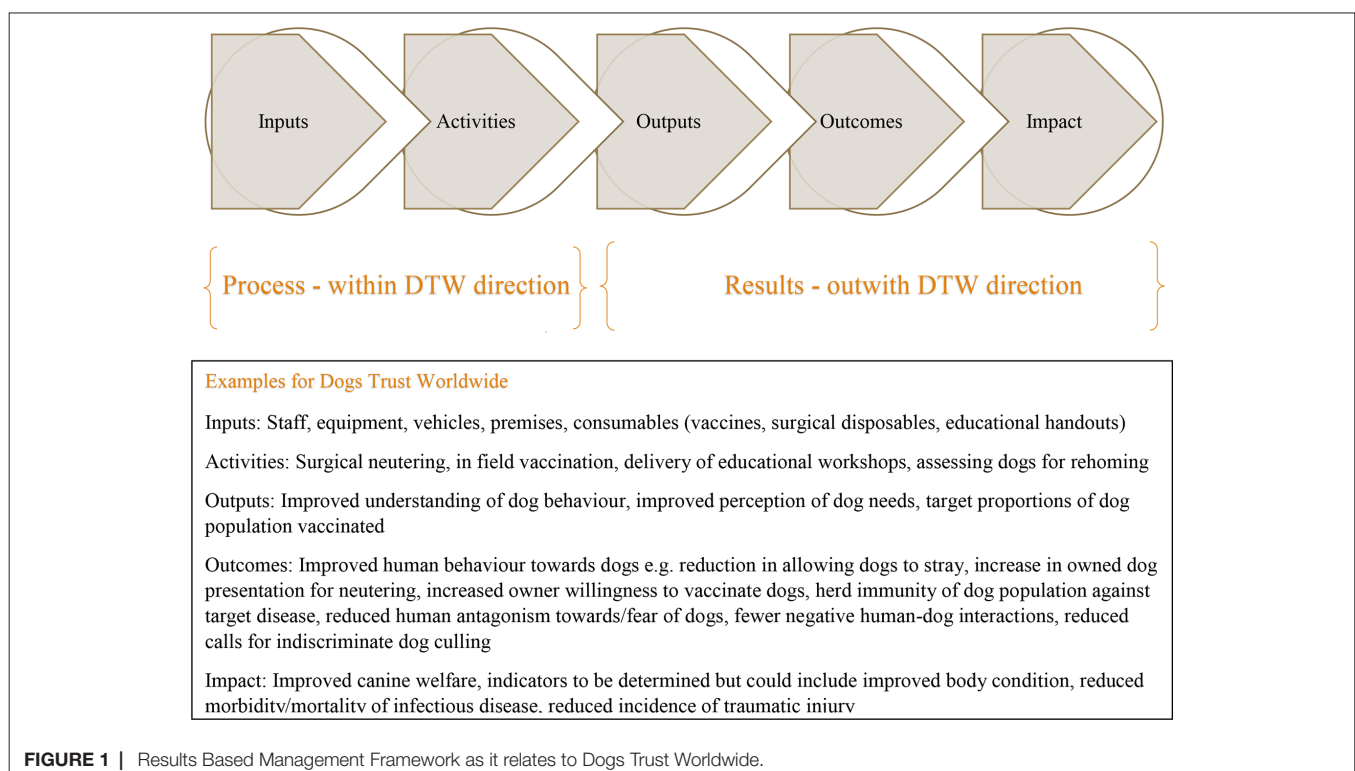 Inputs
Activities
Outputs
Outcomes
Impact
Process - within DTW direction
Results - outwith DTW direction
Examples for Dogs Trust Worldwide
Inputs: Staff, equipment, vehicles, premises, consumables (vaccines, surgical disposables, educational handouts)
Activities: Surgical neutering, in field vaccination, delivery of educational workshops, assessing dogs for rehoming
Outputs: Improved understanding of dog behaviour, improved perception of dog needs, target proportions of dog
population vaccinated
Outcomes: Improved human behaviour towards dogs e.g. reduction in allowing dogs to stray, increase in owned dog
presentation for neutering, increased owner willingness to vaccinate dogs, herd immunity of dog population against
target disease, reduced human antagonism towards/fear of dogs, fewer negative human-dog interactions, reduced
calls for indiscriminate dog culling
Impact: Improved canine welfare, indicators to be determined but could include improved body condition, reduced
morbidity/mortality of infectious disease, reduced incidence of traumatic injury
FIGURE 1 | Results Based Management Framework as it relates to Dogs Trust Worldwide.